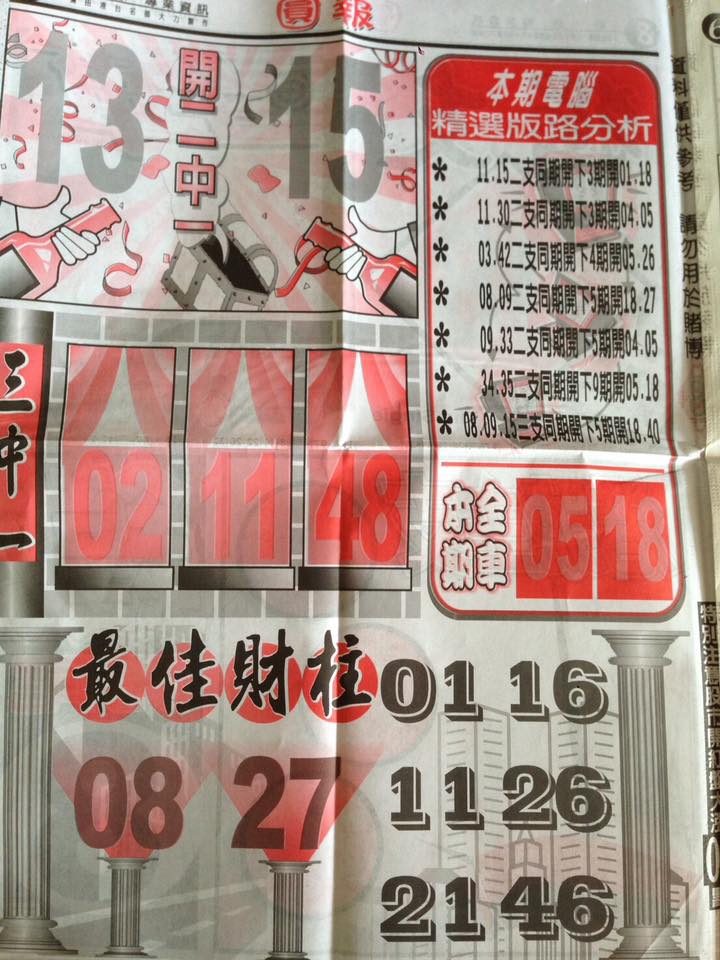 專業資訊
貢報
13
開二中一
15
本期電腦
精選版路分析
* 11.15二支同期開下3期開01.18
* 11.30二支同期開下3期開04.05
* 03.42二支同期開下4期開05.26
* 08.09二支同期開下5期開18.27
* 09.33二支同期開下5期開04.05
* 34.35二支同期開下9期開05.18
* 08.09.15三支同期開下5期開18.40
三中一
02 11 48
本期全車 05 18
最佳財柱
08 27
01 16
11 26
21 46
資料僅供參考 請勿用於賭博